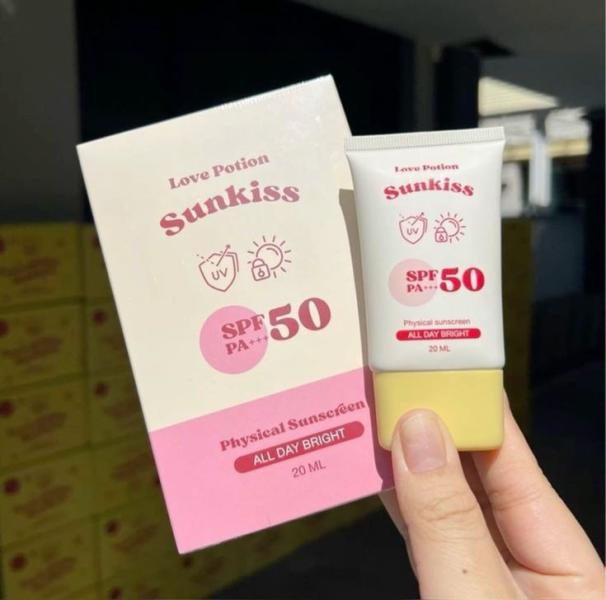 Love Potion
Sunkiss
UV
SPF 50
PA+++
Physical Sunscreen
ALL DAY BRIGHT
20 ML
Love Potion
Sunkiss
UV
SPF 50
PA+++
Physical sunscreen
ALL DAY BRIGHT
20 ML